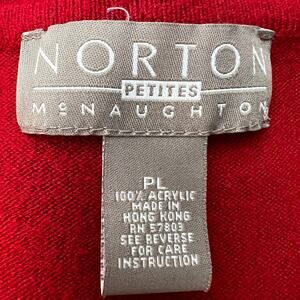 NORTON
PETITES
McNAUGHTON
PL
100% ACRYLIC
MADE IN
HONG KONG
RN 57803
SEE REVERSE
FOR CARE
INSTRUCTION